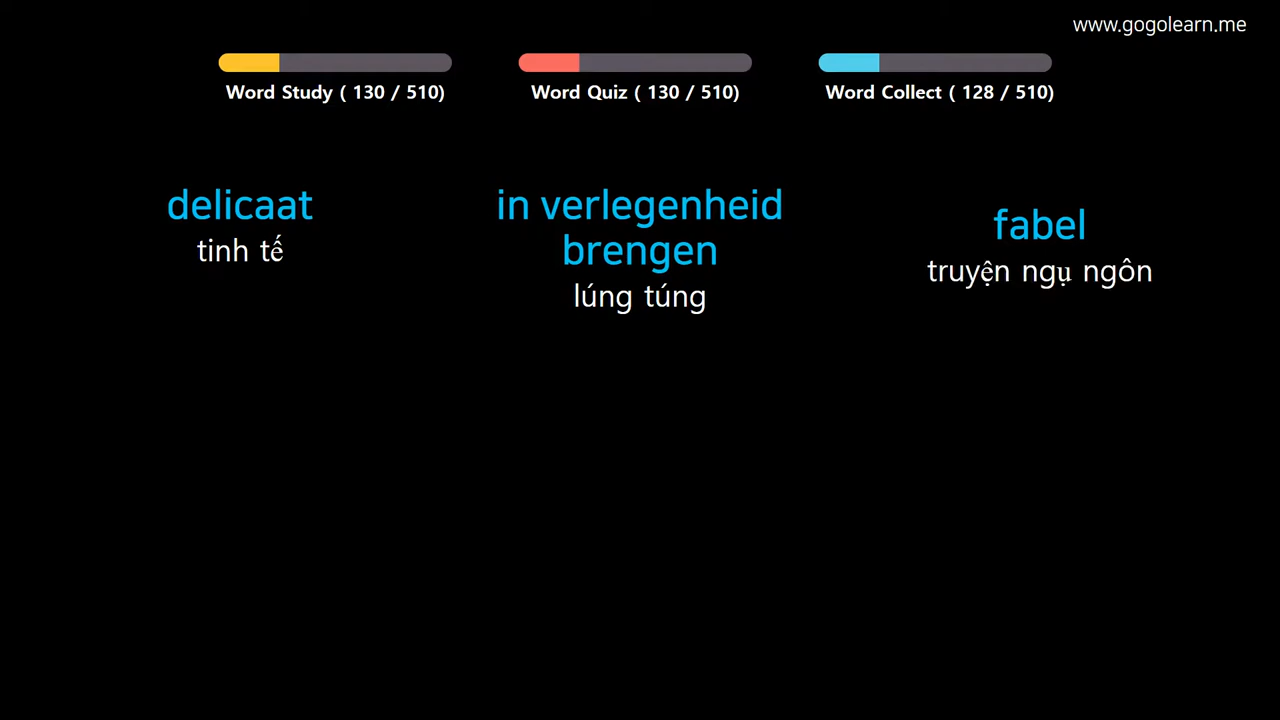 www.gogolearn.me
Word Study ( 130 / 510)
Word Quiz ( 130 / 510)
Word Collect ( 128 / 510)
delicaat
tinh tế
in verlegenheid
brengen
lúng túng
fabel
truyện ngụ ngôn